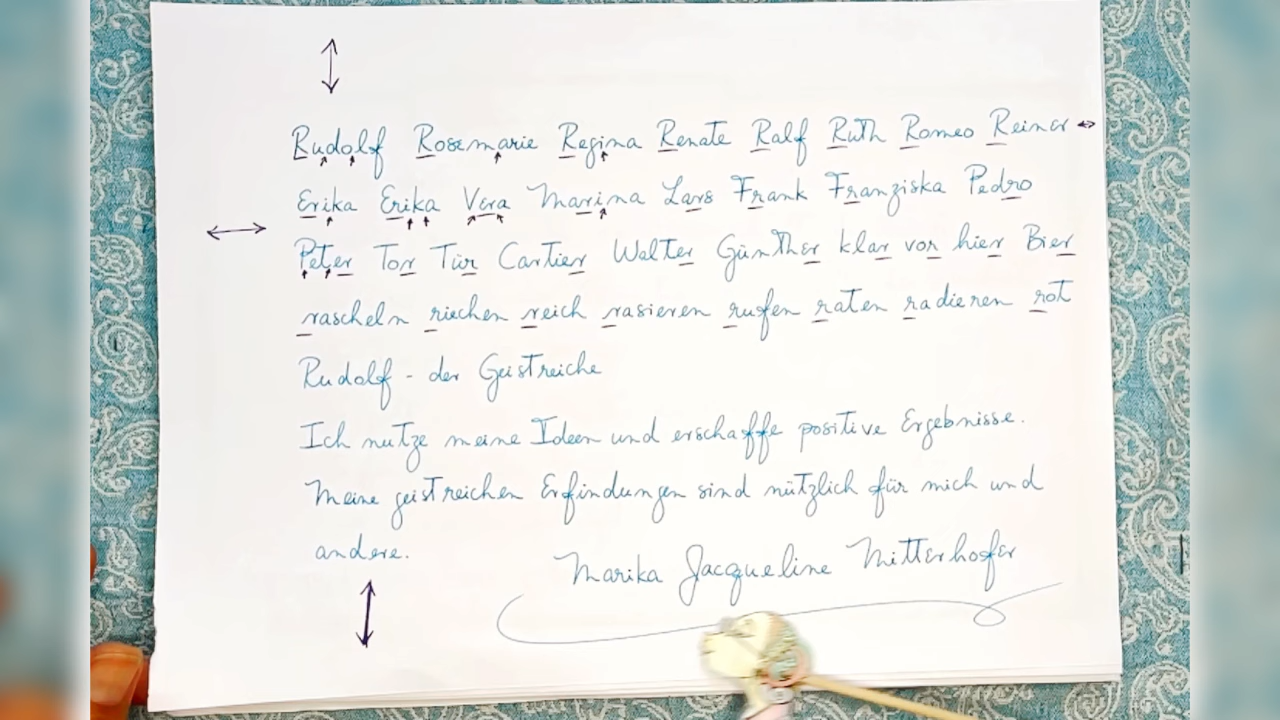 Rudolf Rosemarie Regina Renate Ralf Ruth Romeo Reiner
Erika Erika Vera Marina Lars Frank Franziska Pedro
Peter Tor Tür Cartier Walter Günther klar vor hier Bier
rascheln riechen reich rasieren rufen raten radieren rot
Rudolf - der Geistreiche
Ich nutze meine Ideen und erschaffe positive Ergebnisse.
Meine geistreichen Erfindungen sind nützlich für mich und
andere.
Marika Jacqueline Mitterhofer